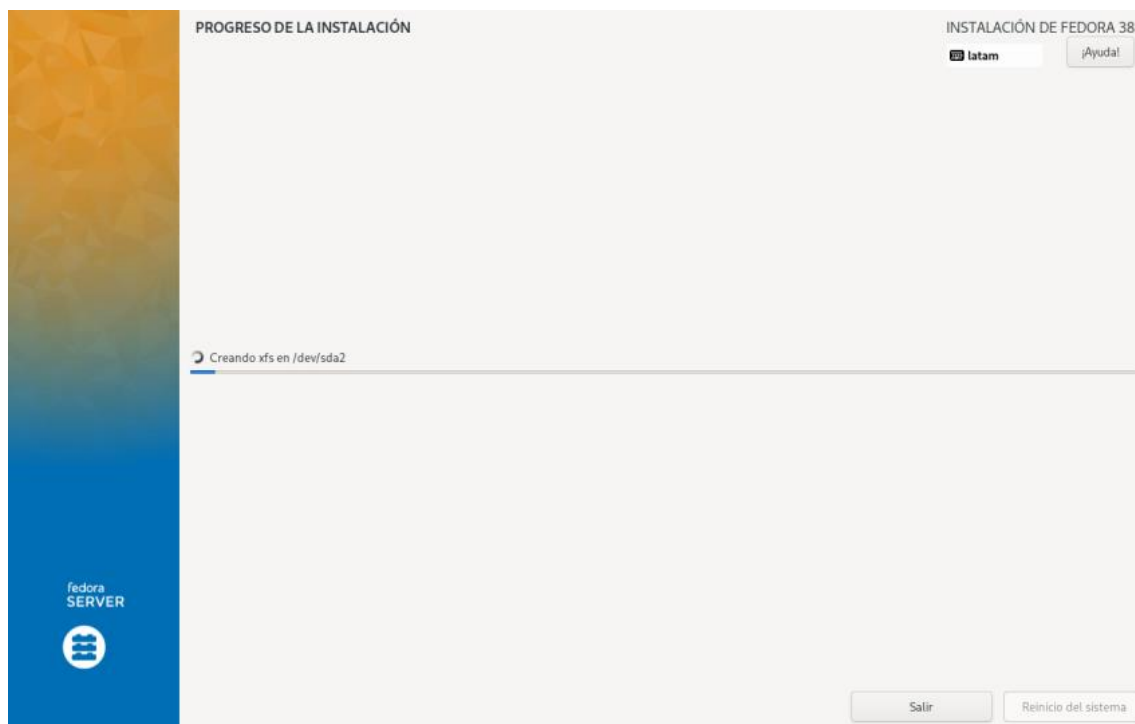 PROGRESO DE LA INSTALACIÓN
INSTALACIÓN DE FEDORA 38
latam
¡Ayuda!
Creando xfs en /dev/sda2
fedora
SERVER
Salir
Reinicio del sistema